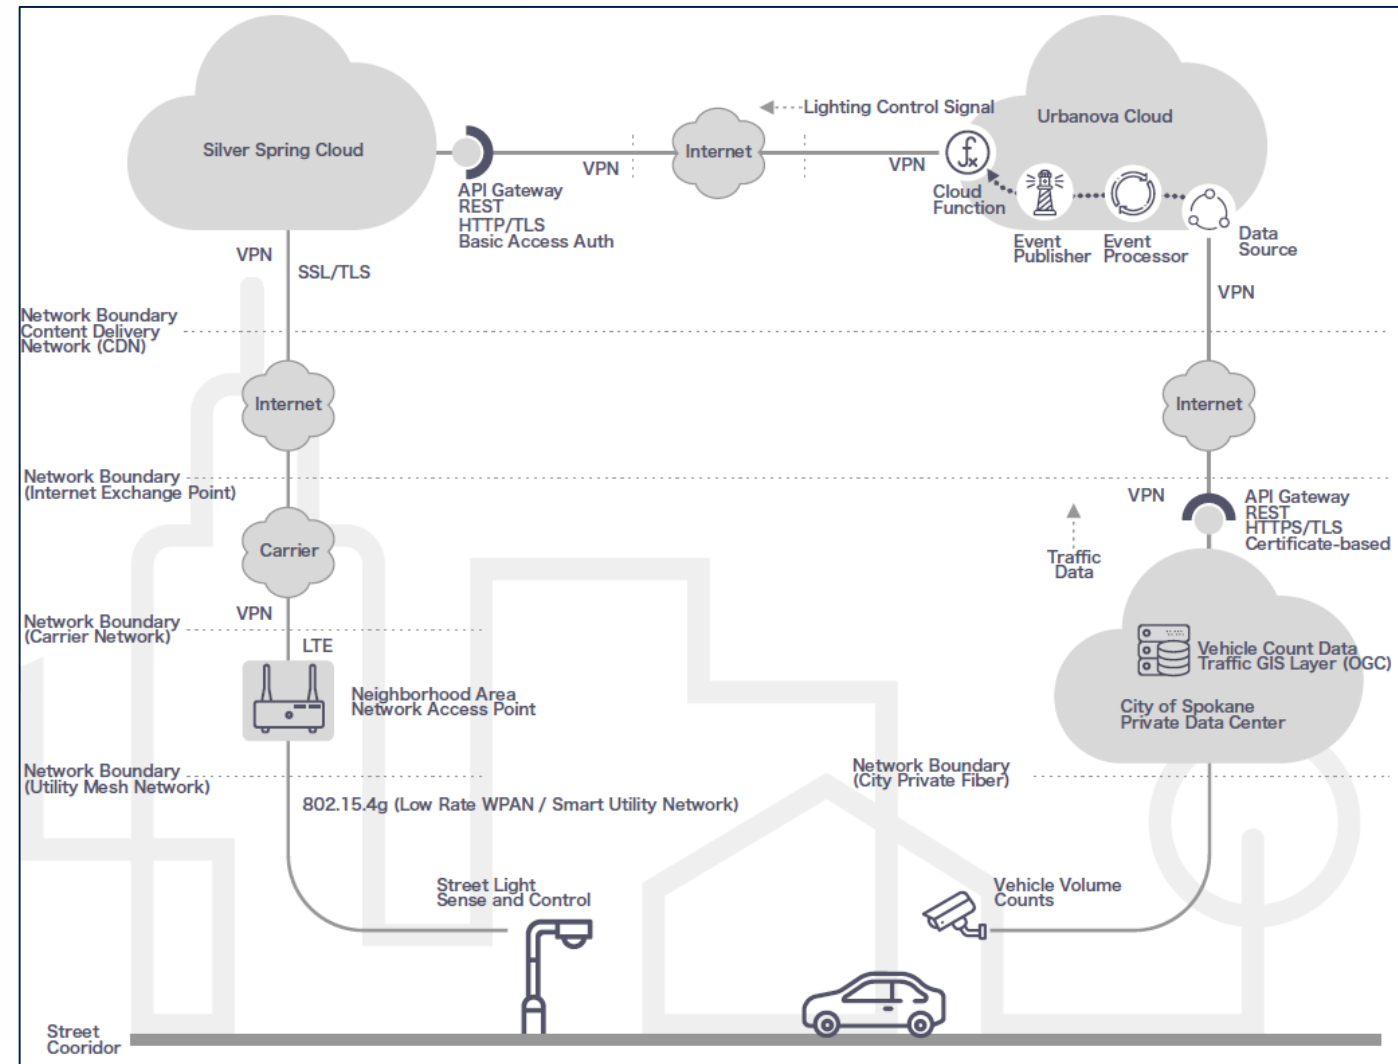 Silver Spring Cloud
API Gateway
REST
HTTP/TLS
Basic Access Auth
VPN
Internet
Lighting Control Signal
VPN
Urbanova Cloud
Cloud
Function
fx
Event
Publisher
Event
Processor
Data
Source
VPN
VPN
SSL/TLS
Network Boundary
Content Delivery
Network (CDN)
Internet
Internet
Network Boundary
(Internet Exchange Point)
VPN
API Gateway
REST
HTTPS/TLS
Certificate-based
Carrier
Traffic
Data
VPN
Network Boundary
(Carrier Network)
LTE
Vehicle Count Data
Traffic GIS Layer (OGC)
City of Spokane
Private Data Center
Neighborhood Area
Network Access Point
Network Boundary
(Utility Mesh Network)
Network Boundary
(City Private Fiber)
802.15.4g (Low Rate WPAN / Smart Utility Network)
Street Light
Sense and Control
Vehicle Volume
Counts
Street
Cooridor